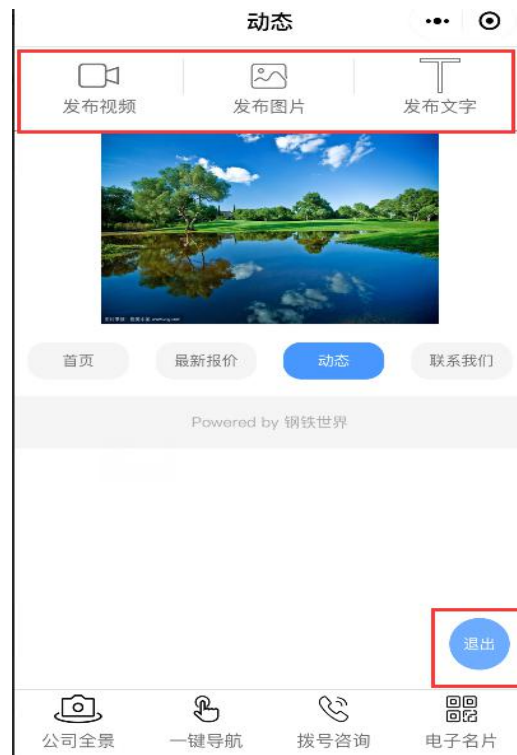 动态
发布视频 发布图片 发布文字
首页 最新报价 动态 联系我们
Powered by 钢铁世界
退出
公司全景 一键导航 拨号咨询 电子名片